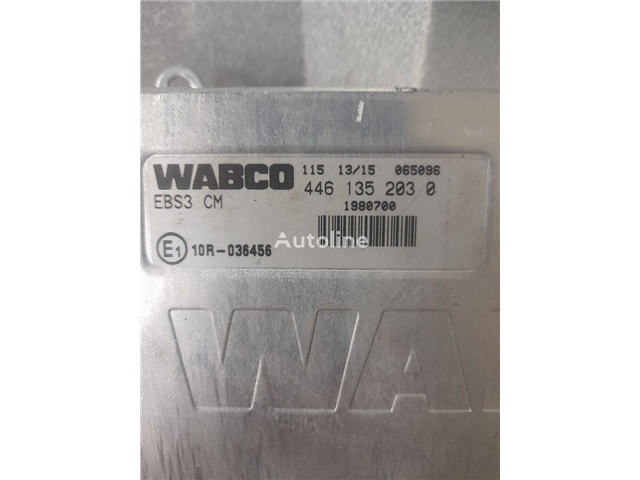 WABCO 115 13/15 065096
446 135 203 0
EBS3 CM 1980700
Autoline
E1 10R-036456
WA